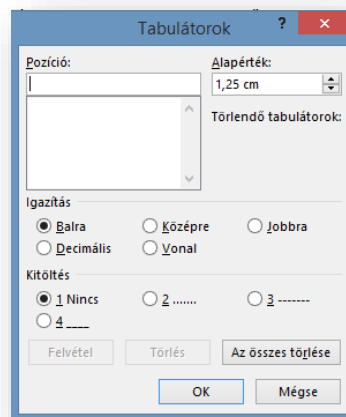 Tabulátorok ? ×
Pozíció: Alapérték:
1,25 cm
Törlendő tabulátorok:
Igazítás
Balra Középre Jobbra
Decimális Vonal
Kitöltés
1 Nincs 2 ....... 3 -------
4 ____
Felvétel Törlés Az összes törlése
OK Mégse